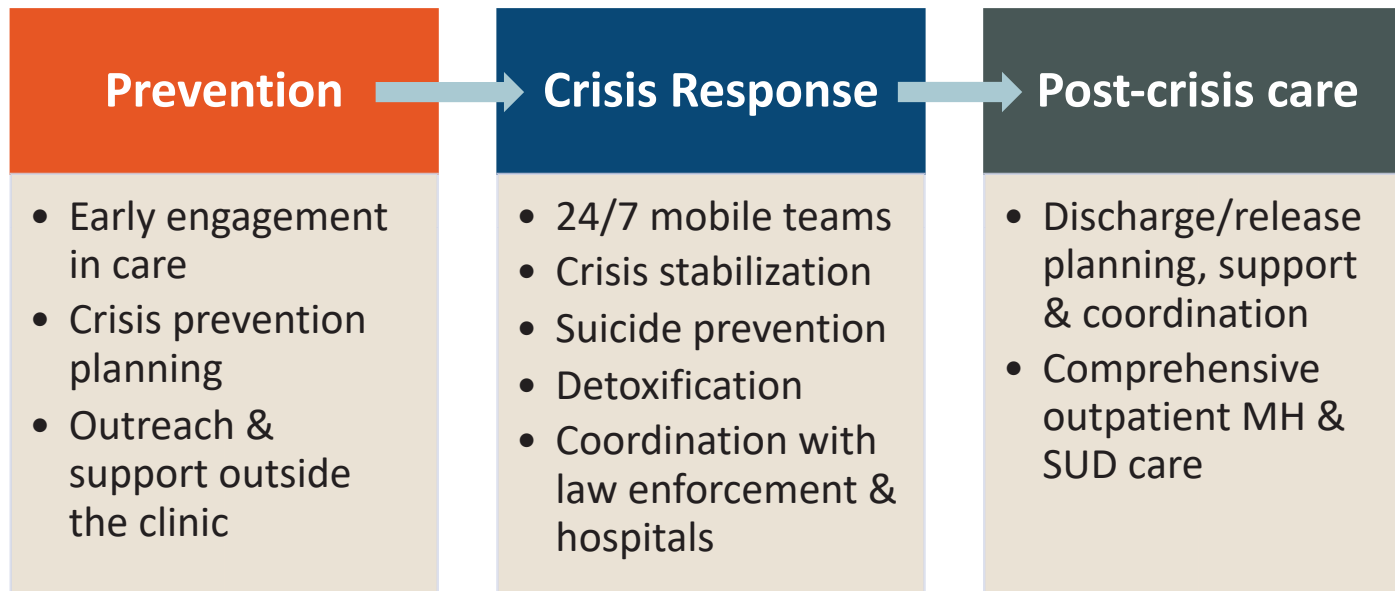 Prevention
• Early engagement
in care
• Crisis prevention
planning
• Outreach &
support outside
the clinic
Crisis Response
• 24/7 mobile teams
• Crisis stabilization
• Suicide prevention
• Detoxification
• Coordination with
law enforcement &
hospitals
Post-crisis care
• Discharge/release
planning, support
& coordination
• Comprehensive
outpatient MH &
SUD care